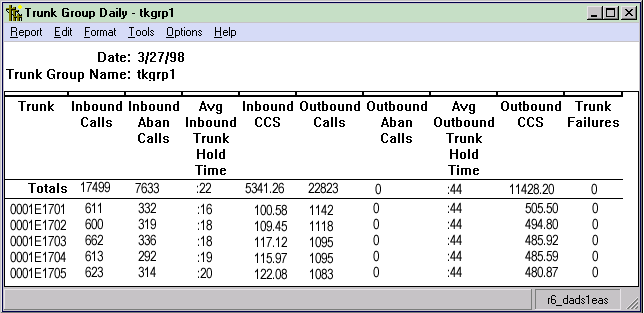 Trunk Group Daily - tkgrp1
Report Edit Format Tools Options Help
Date: 3/27/98
Trunk Group Name: tkgrp1
Trunk Inbound Calls Inbound Aban Calls Avg Inbound Trunk Hold Time Inbound CCS Outbound Calls Outbound Aban Calls Avg Outbound Trunk Hold Time Outbound CCS Trunk Failures
Totals 17499 7633 :22 5341.26 22823 0 :44 11428.20 0
0001E1701 611 332 :16 100.58 1142 0 :44 505.50 0
0001E1702 600 319 :18 109.45 1118 0 :44 494.80 0
0001E1703 662 336 :18 117.12 1095 0 :44 485.92 0
0001E1704 613 292 :19 115.97 1095 0 :44 485.59 0
0001E1705 623 314 :20 122.08 1083 0 :44 480.87 0
r6_dads1eas